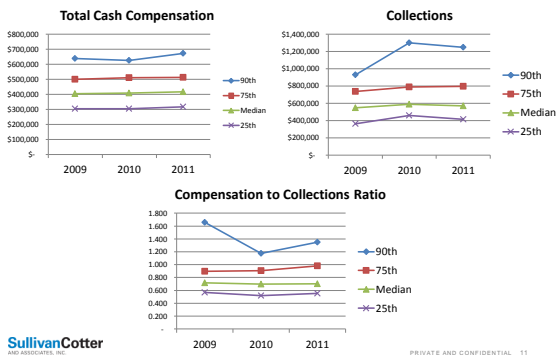 Total Cash Compensation
$800,000
$700,000
$600,000
$500,000
$400,000
$300,000
$200,000
$100,000
$-
2009 2010 2011
90th
75th
Median
25th
Collections
$1,400,000
$1,200,000
$1,000,000
$800,000
$600,000
$400,000
$200,000
$-
2009 2010 2011
90th
75th
Median
25th
Compensation to Collections Ratio
1.800
1.600
1.400
1.200
1.000
0.800
0.600
0.400
0.200
-
2009 2010 2011
90th
75th
Median
25th
SullivanCotter
AND ASSOCIATES, INC.
PRIVATE AND CONFIDENTIAL 11